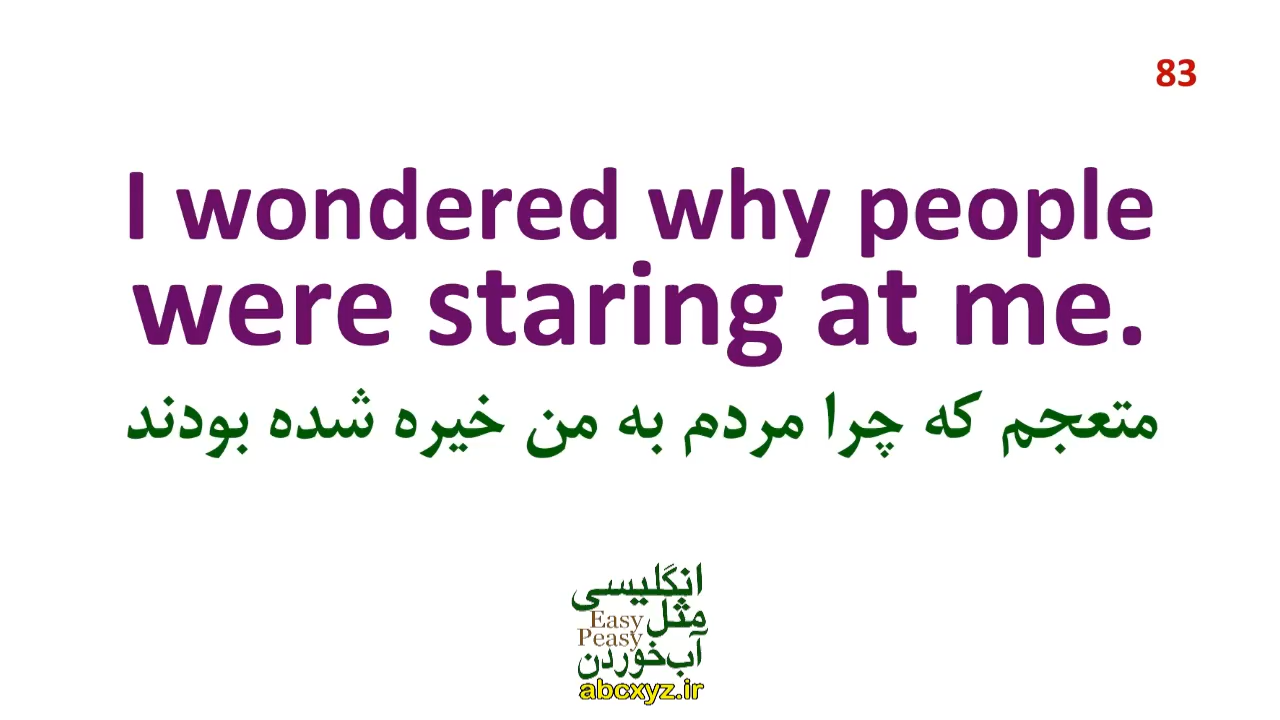 83
I wondered why people
were staring at me.
متعجم که چرا مردم به من خیره شده بودند
انگلیسی
مثل
Easy
Peasy
آب‌خوردن
abcxyz.ir